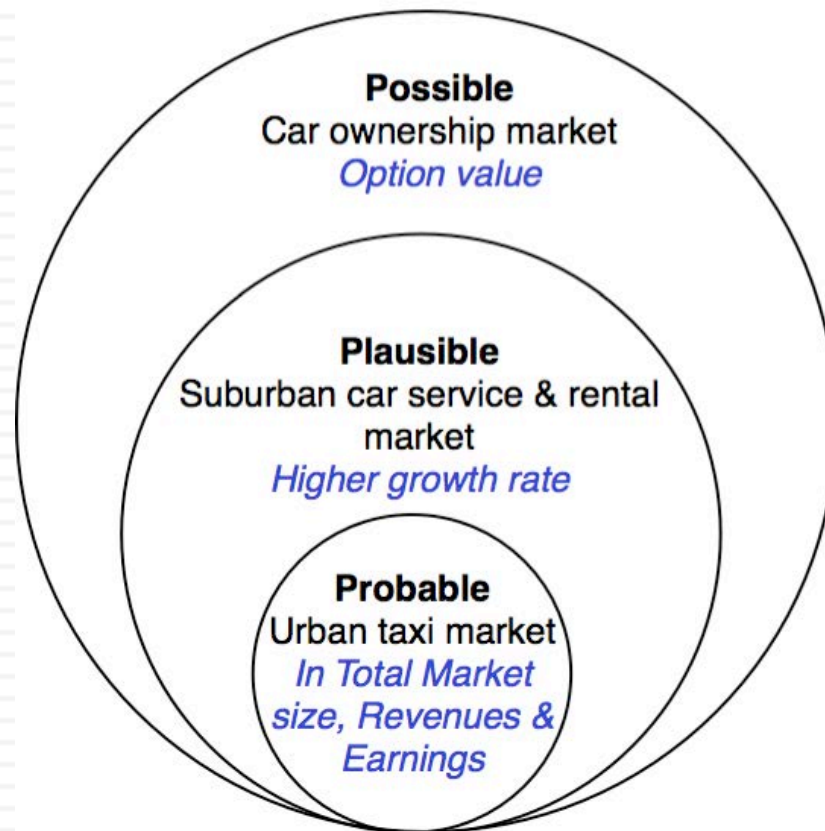 Possible
Car ownership market
Option value
Plausible
Suburban car service & rental
market
Higher growth rate
Probable
Urban taxi market
In Total Market
size, Revenues &
Earnings